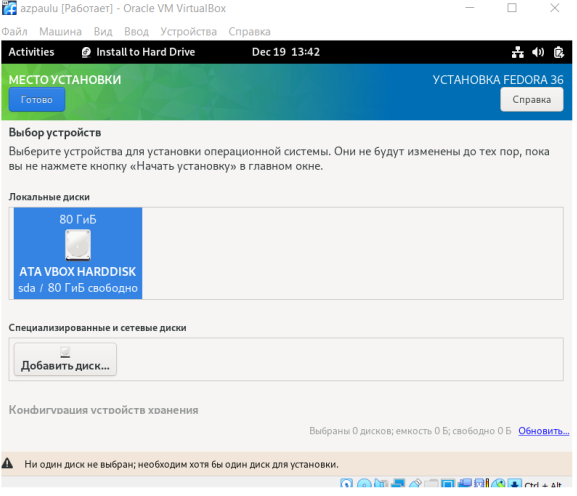 azpaulu [Работает] - Oracle VM VirtualBox
Файл Машина Вид Ввод Устройства Справка
Activities Install to Hard Drive Dec 19 13:42
МЕСТО УСТАНОВКИ УСТАНОВКА FEDORA 36
Готово Справка
Выбор устройств
Выберите устройства для установки операционной системы. Они не будут изменены до тех пор, пока
вы не нажмете кнопку «Начать установку» в главном окне.
Локальные диски
80 ГиБ
ATA VBOX HARDDISK
sda / 80 ГиБ свободно
Специализированные и сетевые диски
Добавить диск...
Конфигурация устройств хранения
Выбраны 0 дисков; емкость 0 Б; свободно 0 Б Обновить...
Ни один диск не выбран; необходим хотя бы один диск для установки.
Ctrl + Alt